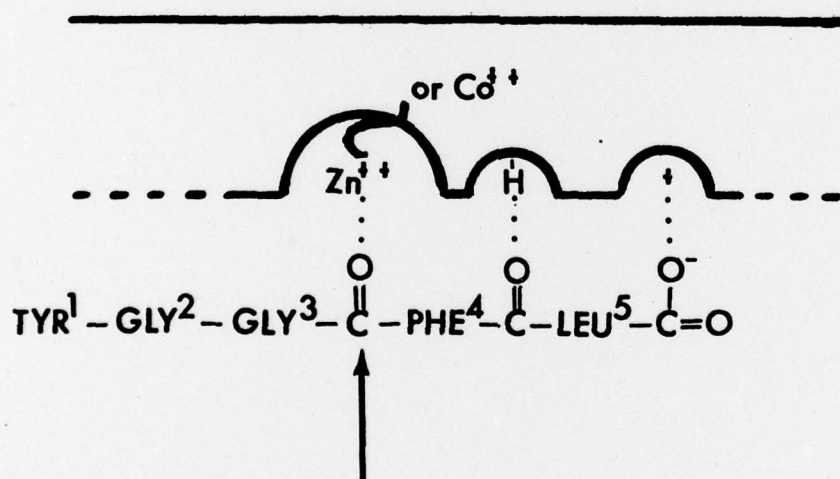 or Co⁺⁺
Zn⁺⁺ H +
O O O⁻
TYR¹–GLY²–GLY³–C–PHE⁴–C–LEU⁵–C=O